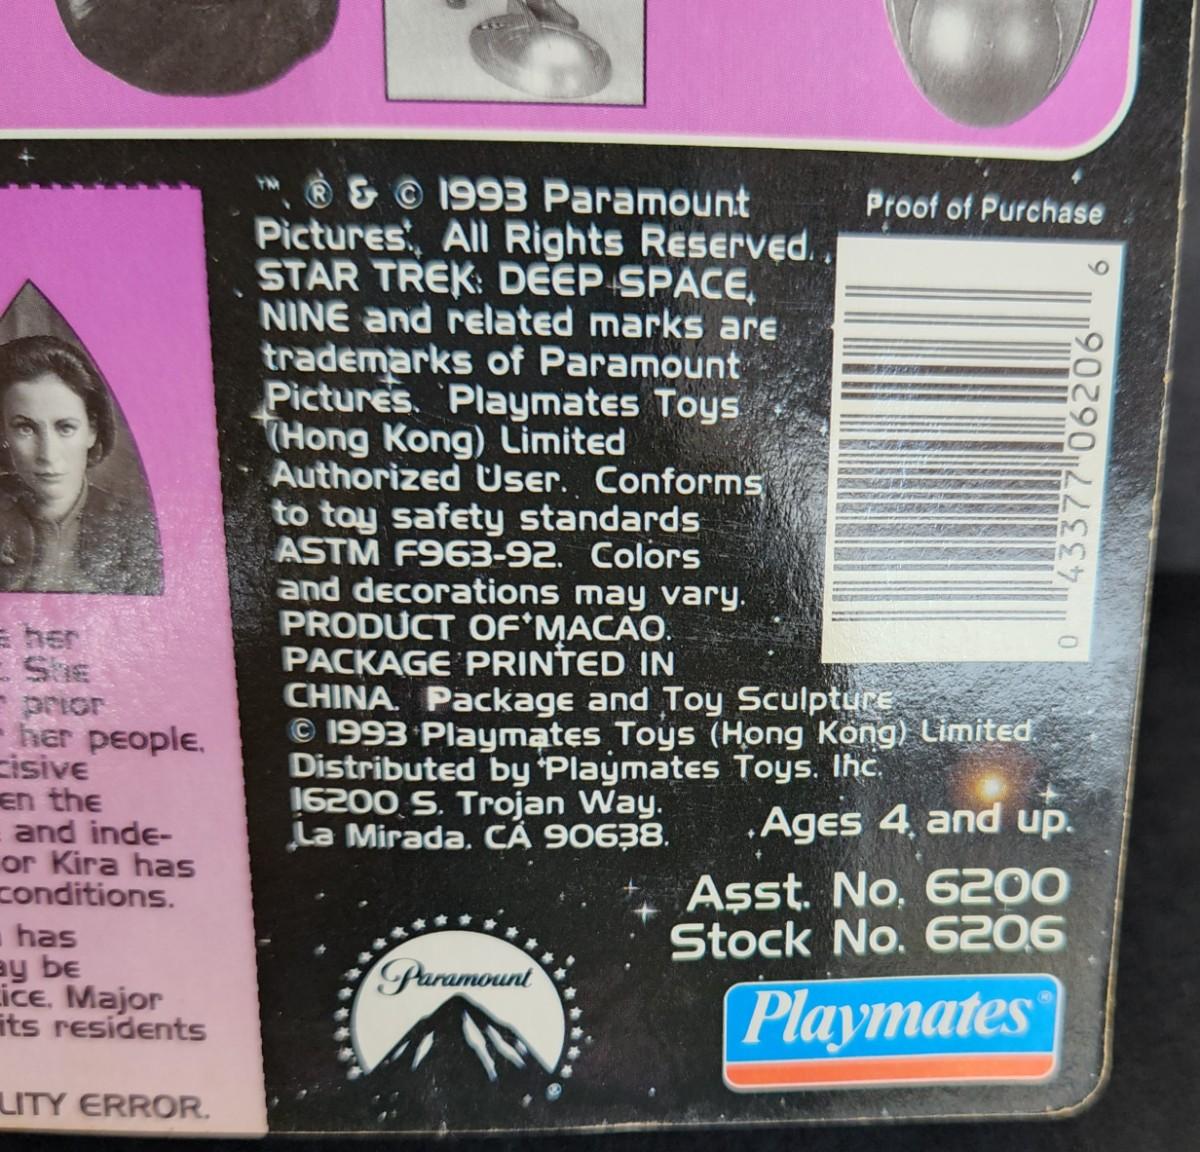 ™, ® & © 1993 Paramount
Pictures. All Rights Reserved.
STAR TREK: DEEP SPACE
NINE and related marks are
trademarks of Paramount
Pictures. Playmates Toys
(Hong Kong) Limited
Authorized User. Conforms
to toy safety standards
ASTM F963-92. Colors
and decorations may vary.
PRODUCT OF MACAO.
PACKAGE PRINTED IN
CHINA. Package and Toy Sculpture
© 1993 Playmates Toys (Hong Kong) Limited.
Distributed by Playmates Toys. Inc.
16200 S. Trojan Way.
La Mirada. CA 90638.
Ages 4 and up.
Asst. No. 6200
Stock No. 6206
Paramount
®
Playmates®
Proof of Purchase
0 43377 06206 6
her
She
prior
her people,
cisive
en the
and inde-
or Kira has
conditions.
has
ay be
ice. Major
its residents
LITY ERROR.